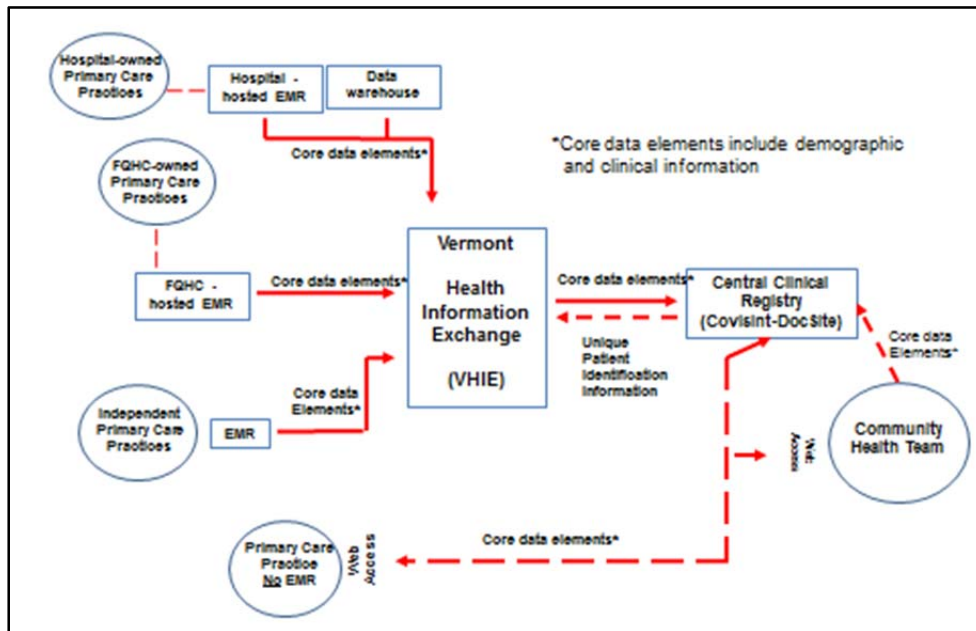 Hospital-owned
Primary Care
Practices
Hospital -
hosted EMR
Data
warehouse
Core data elements*
*Core data elements include demographic
and clinical information
FQHC-owned
Primary Care
Practices
FQHC -
hosted EMR
Core data elements*
Vermont
Health
Information
Exchange
(VHIE)
Core data elements*
Unique
Patient
Identification
Information
Central Clinical
Registry
(Covisint-DocSite)
Core data
Elements*
Independent
Primary Care
Practices
EMR
Core data
Elements*
Web
Access
Community
Health Team
Primary Care
Practice
No EMR
Web
Access
Core data elements*